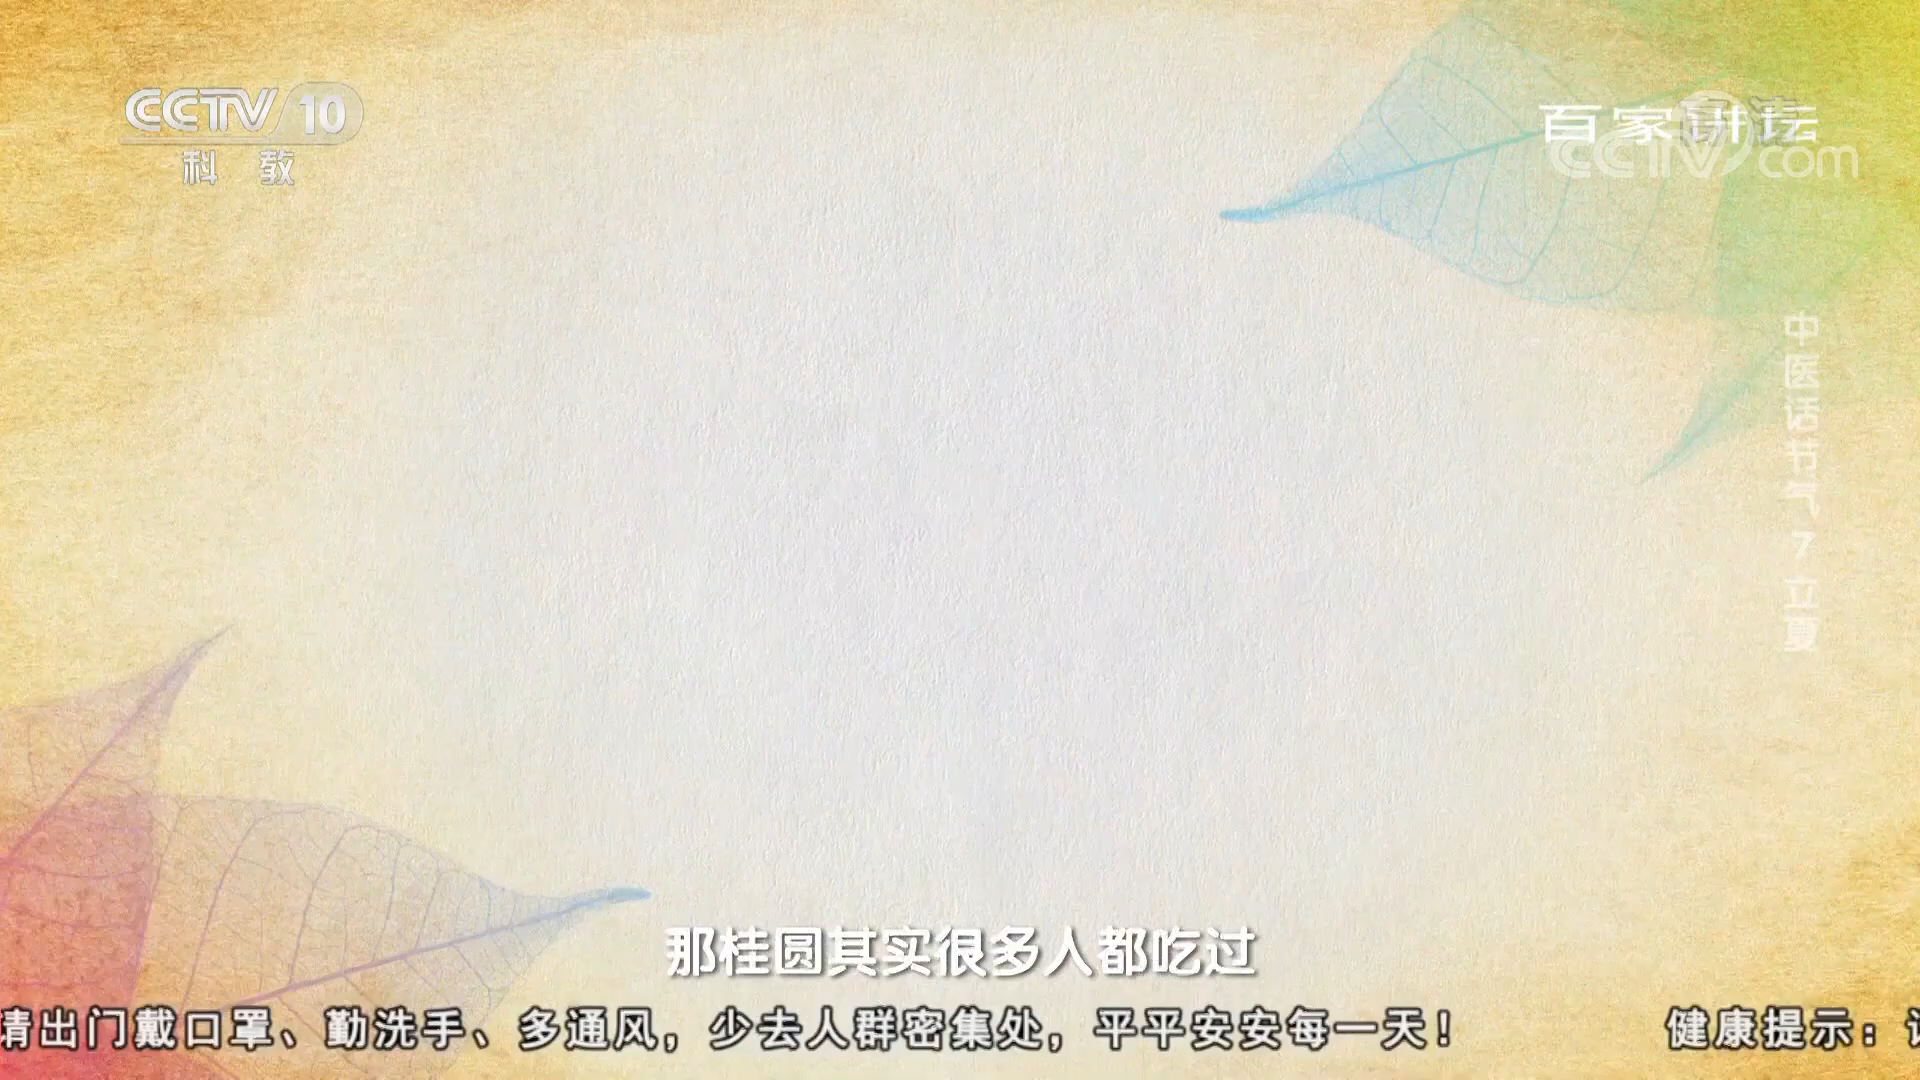 CCTV 10
科教
百家讲坛
CCTV.com
中医话节气 7 立夏
那桂圆其实很多人都吃过
请出门戴口罩、勤洗手、多通风，少去人群密集处，平平安安每一天！ 健康提示：